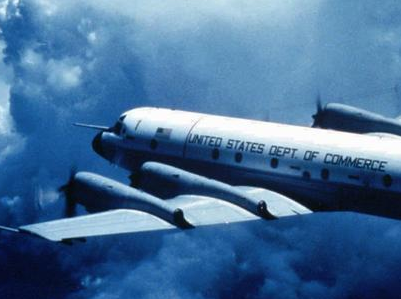 UNITED STATES DEPT OF COMMERCE